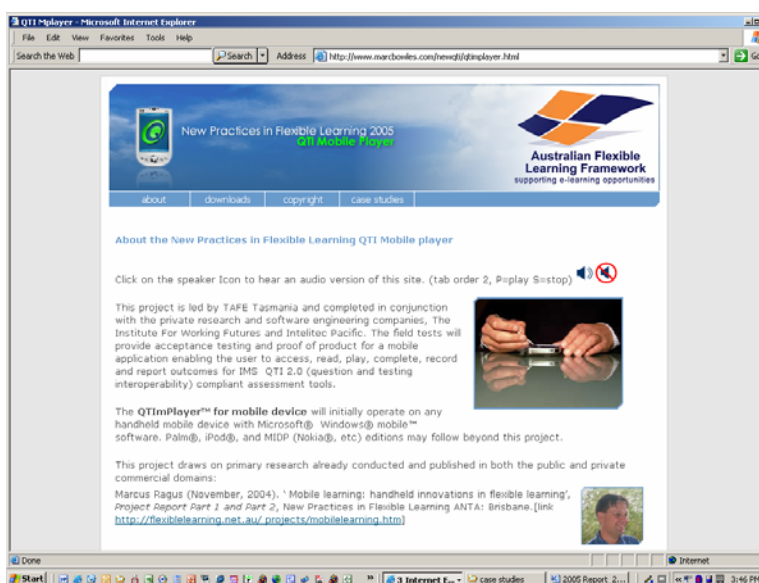 QTI Mplayer - Microsoft Internet Explorer
File Edit View Favorites Tools Help
Search the Web Search Address http://www.marcbowles.com/newqti/qtimplayer.html Go
New Practices in Flexible Learning 2005
QTI Mobile Player
Australian Flexible
Learning Framework
supporting e-learning opportunities
about downloads copyright case studies
About the New Practices in Flexible Learning QTI Mobile player
Click on the speaker Icon to hear an audio version of this site. (tab order 2, P=play S=stop)
This project is led by TAFE Tasmania and completed in conjunction
with the private research and software engineering companies, The
Institute For Working Futures and Intelitec Pacific. The field tests will
provide acceptance testing and proof of product for a mobile
application enabling the user to access, read, play, complete, record
and report outcomes for IMS QTI 2.0 (question and testing
interoperability) compliant assessment tools.
The QTImPlayer™ for mobile device will initially operate on any
handheld mobile device with Microsoft® Windows® mobile™
software. Palm®, iPod®, and MIDP (Nokia®, etc) editions may follow beyond this project.
This project draws on primary research already conducted and published in both the public and private
commercial domains:
Marcus Ragus (November, 2004). ' Mobile learning: handheld innovations in flexible learning',
Project Report Part 1 and Part 2, New Practices in Flexible Learning ANTA: Brisbane.[link
http://flexiblelearning.net.au/ projects/mobilelearning.htm]
Done Internet
Start 3 Internet E... case studies 2005 Report_2... 3:46 PM